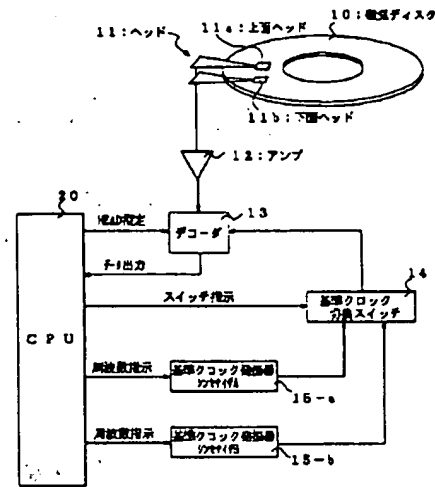 11a:上面ヘッド
10:磁気ディスク
11:ヘッド
11b:下面ヘッド
12:アンプ
20
HEAD指定
13
デコーダ
データ出力
14
スイッチ指示
基準クロック
切換スイッチ
CPU
周波数指示
基準クロック発振器
シンセサイザA
15-a
周波数指示
基準クロック発振器
シンセサイザB
15-b